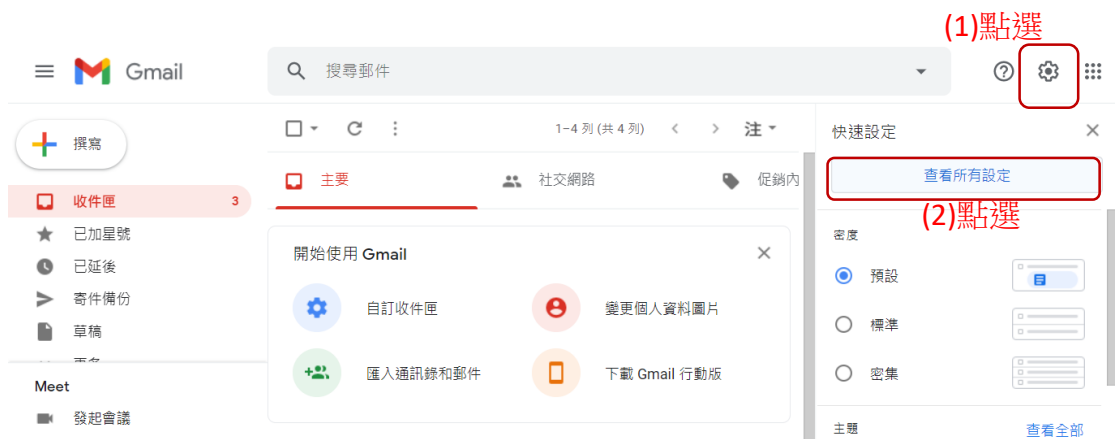 (1)點選
Gmail
搜尋郵件
撰寫
1–4 列 (共 4 列)
注
快速設定
主要
社交網路
促銷內
查看所有設定
(2)點選
收件匣
3
已加星號
已延後
寄件備份
草稿
開始使用 Gmail
自訂收件匣
變更個人資料圖片
匯入通訊錄和郵件
下載 Gmail 行動版
密度
預設
標準
密集
Meet
發起會議
主題
查看全部